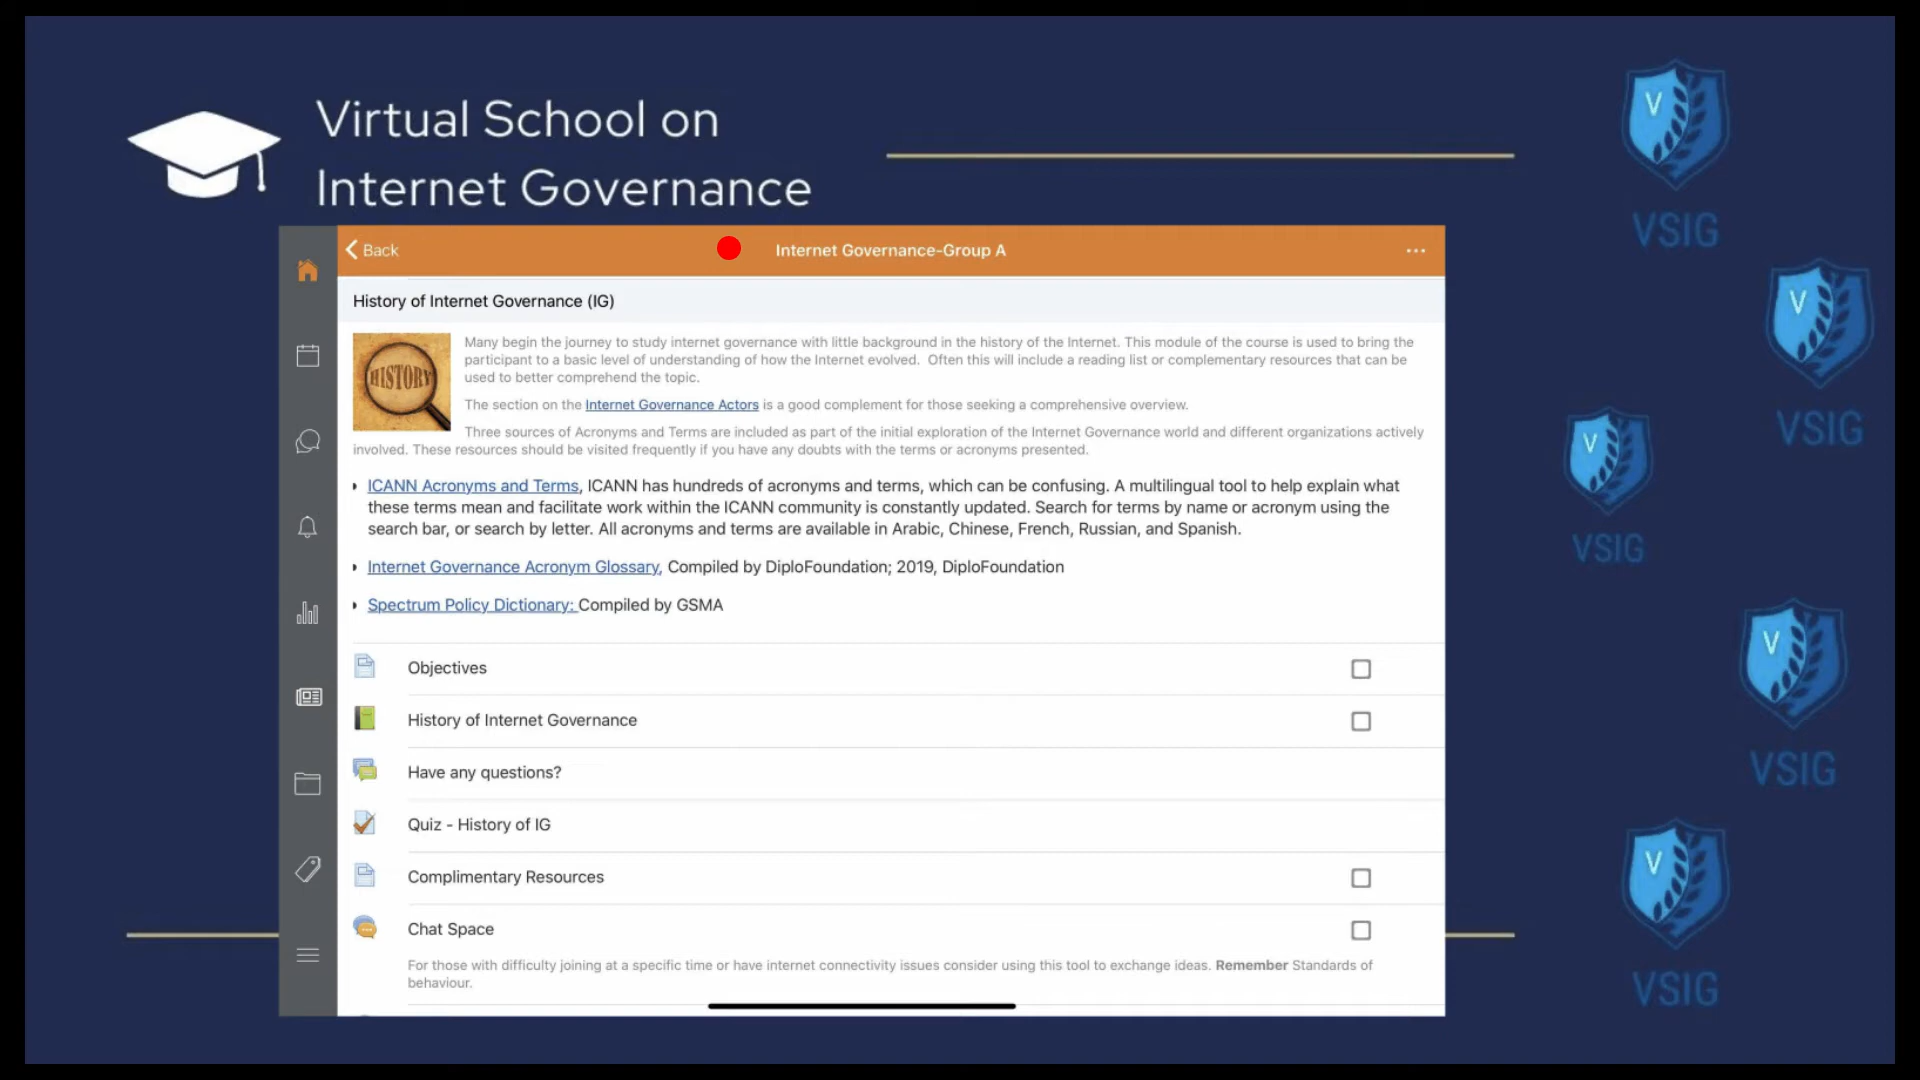 Virtual School on
Internet Governance
Back
Internet Governance-Group A
History of Internet Governance (IG)
HISTORY
Many begin the journey to study internet governance with little background in the history of the Internet. This module of the course is used to bring the
participant to a basic level of understanding of how the Internet evolved. Often this will include a reading list or complementary resources that can be
used to better comprehend the topic.
The section on the Internet Governance Actors is a good complement for those seeking a comprehensive overview.
Three sources of Acronyms and Terms are included as part of the initial exploration of the Internet Governance world and different organizations actively
involved. These resources should be visited frequently if you have any doubts with the terms or acronyms presented.
ICANN Acronyms and Terms, ICANN has hundreds of acronyms and terms, which can be confusing. A multilingual tool to help explain what
these terms mean and facilitate work within the ICANN community is constantly updated. Search for terms by name or acronym using the
search bar, or search by letter. All acronyms and terms are available in Arabic, Chinese, French, Russian, and Spanish.
Internet Governance Acronym Glossary, Compiled by DiploFoundation; 2019, DiploFoundation
Spectrum Policy Dictionary: Compiled by GSMA
Objectives
History of Internet Governance
Have any questions?
Quiz - History of IG
Complimentary Resources
Chat Space
For those with difficulty joining at a specific time or have internet connectivity issues consider using this tool to exchange ideas. Remember Standards of
behaviour.
V
VSIG
V
VSIG
V
VSIG
V
VSIG
V
VSIG